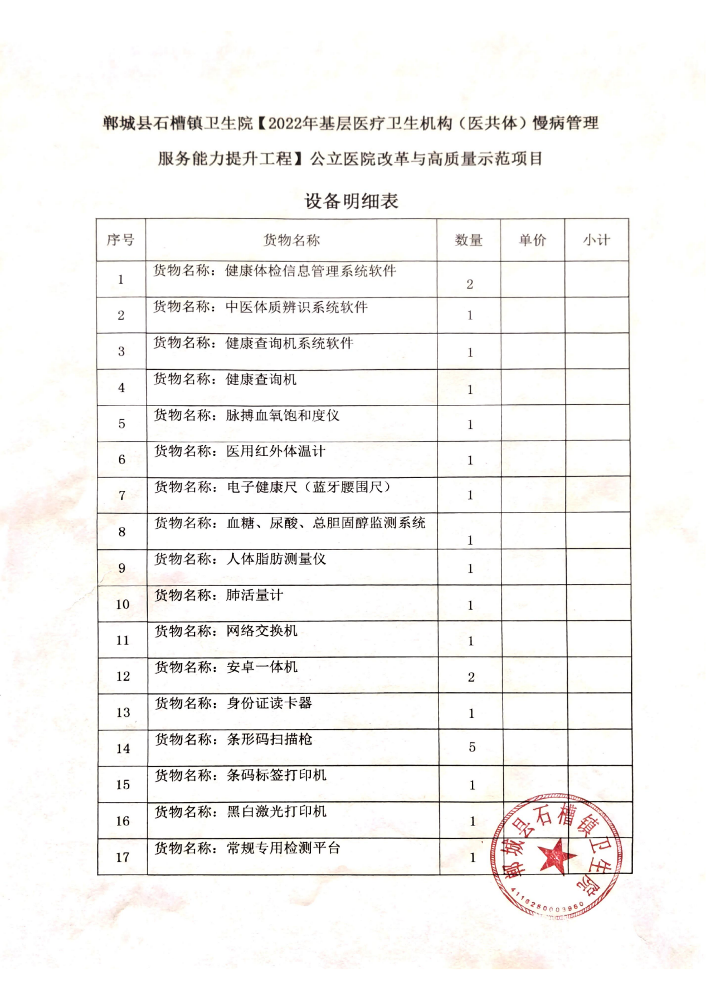 郸城县石槽镇卫生院【2022年基层医疗卫生机构（医共体）慢病管理
服务能力提升工程】公立医院改革与高质量示范项目
设备明细表
序号 货物名称 数量 单价 小计
1 货物名称：健康体检信息管理系统软件 2
2 货物名称：中医体质辨识系统软件 1
3 货物名称：健康查询机系统软件 1
4 货物名称：健康查询机 1
5 货物名称：脉搏血氧饱和度仪 1
6 货物名称：医用红外体温计 1
7 货物名称：电子健康尺（蓝牙腰围尺） 1
8 货物名称：血糖、尿酸、总胆固醇监测系统 1
9 货物名称：人体脂肪测量仪 1
10 货物名称：肺活量计 1
11 货物名称：网络交换机 1
12 货物名称：安卓一体机 2
13 货物名称：身份证读卡器 1
14 货物名称：条形码扫描枪 5
15 货物名称：条码标签打印机 1
16 货物名称：黑白激光打印机 1
17 货物名称：常规专用检测平台 1
郸城县石槽镇卫生院
4116250003960